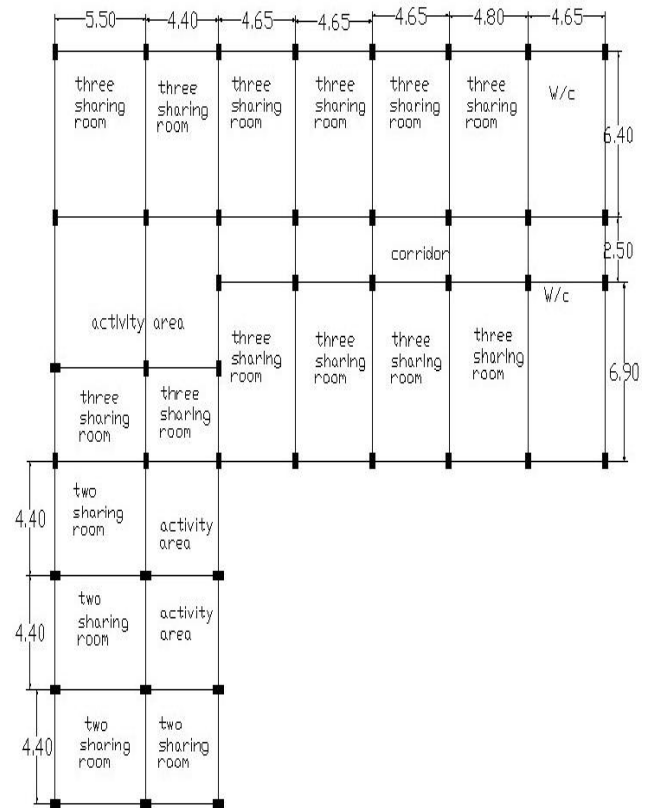 5.50 4.40 4.65 4.65 4.65 4.80 4.65
three
sharing
room
three
sharing
room
three
sharing
room
three
sharing
room
three
sharing
room
three
sharing
room
W/c
6.40
corridor
2.50
activity area
W/c
three
sharing
room
three
sharing
room
three
sharing
room
three
sharing
room
6.90
three
sharing
room
three
sharing
room
4.40
two
sharing
room
activity
area
4.40
two
sharing
room
activity
area
4.40
two
sharing
room
two
sharing
room